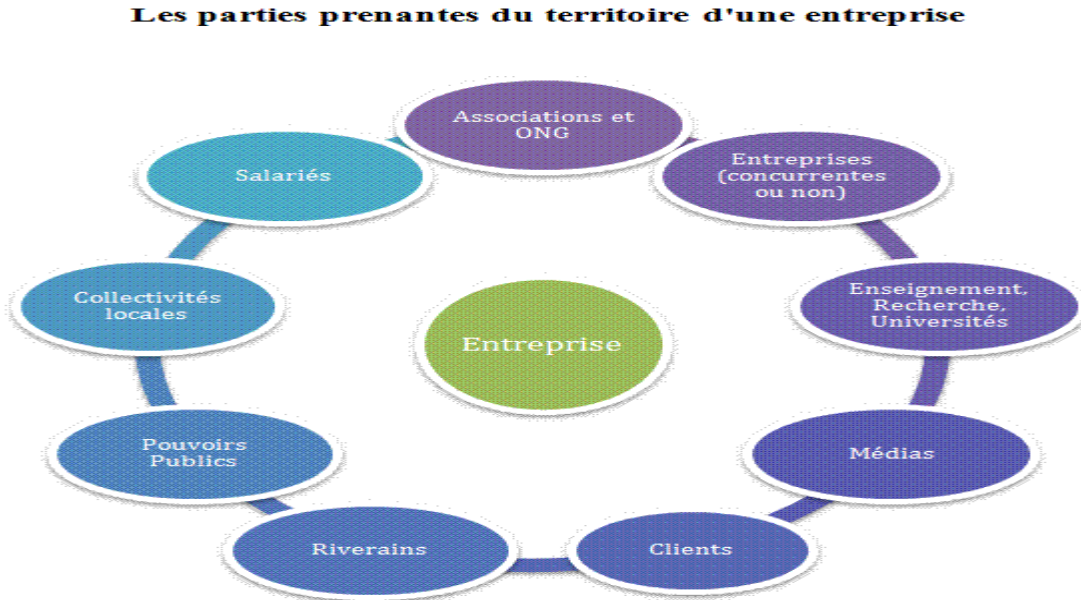 Les parties prenantes du territoire d'une entreprise
Associations et
ONG
Entreprises
(concurrentes
ou non)
Enseignement,
Recherche,
Universités
Médias
Clients
Riverains
Pouvoirs
Publics
Collectivités
locales
Salariés
Entreprise